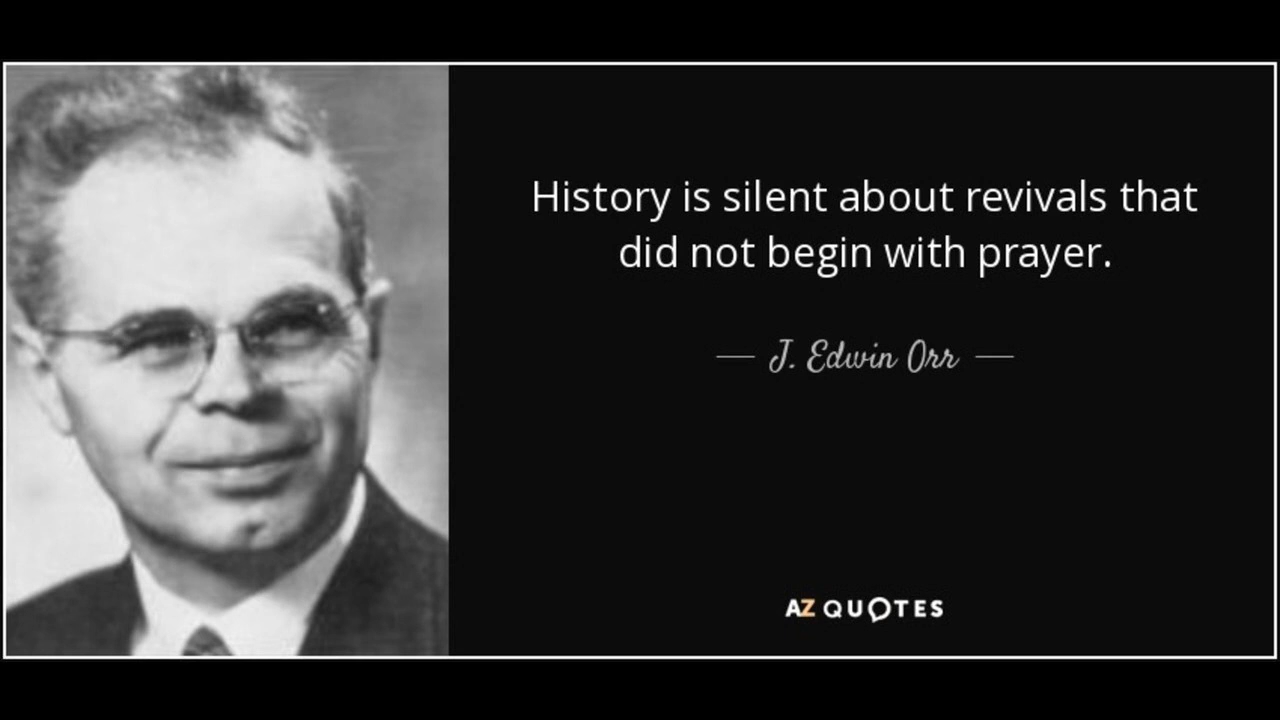 History is silent about revivals that
did not begin with prayer.
— J. Edwin Orr —
AZ QUOTES